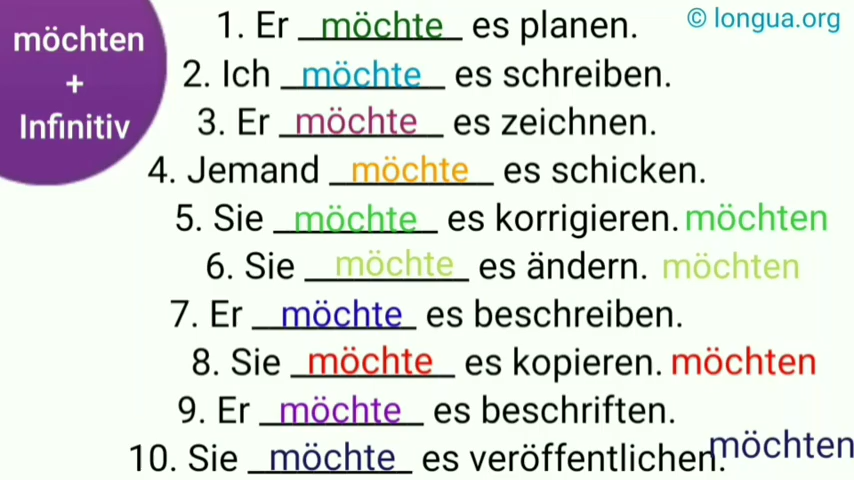 möchten
+
Infinitiv
© longua.org
1. Er möchte es planen.
2. Ich möchte es schreiben.
3. Er möchte es zeichnen.
4. Jemand möchte es schicken.
5. Sie möchte es korrigieren. möchten
6. Sie möchte es ändern. möchten
7. Er möchte es beschreiben.
8. Sie möchte es kopieren. möchten
9. Er möchte es beschriften.
10. Sie möchte es veröffentlichen. möchten